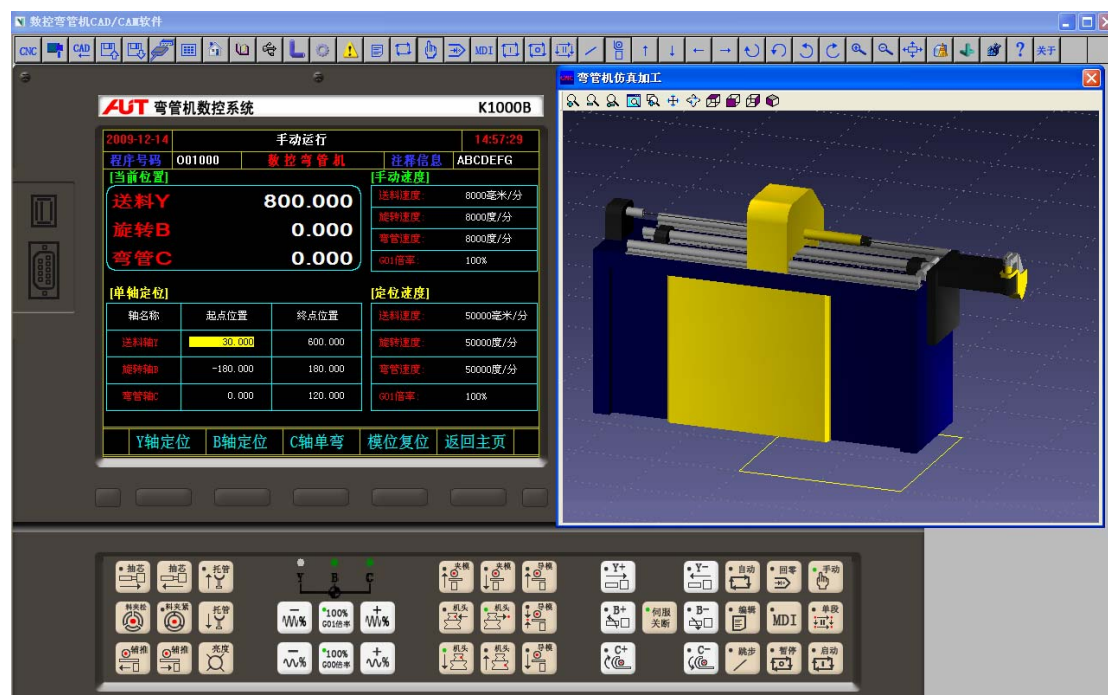 数控弯管机CAD/CAM软件
CNC CAD MDI ? 关于
弯管机仿真加工
AUT 弯管机数控系统 K1000B
2009-12-14 手动运行 14:57:29
程序号码 O01000 数控弯管机 注释信息 ABCDEFG
[当前位置] [手动速度]
送料Y 800.000
旋转B 0.000
弯管C 0.000
送料速度: 8000毫米/分
旋转速度: 8000度/分
弯管速度: 8000度/分
G01倍率: 100%
[单轴定位] [定位速度]
轴名称 起点位置 终点位置
送料轴Y 30.000 600.000
旋转轴B -180.000 180.000
弯管轴C 0.000 120.000
送料速度: 50000毫米/分
旋转速度: 50000度/分
弯管速度: 50000度/分
G01倍率: 100%
Y轴定位 B轴定位 C轴单弯 模位复位 返回主页
抽芯 抽芯 托管
Y B C
夹模 夹模 导模
Y+ Y- 自动 回零 手动
料夹松 料夹紧 托管
% 100% G01倍率 + %
机头 机头 导模
B+ 伺服关断 B- 编辑 MDI 单段
辅推 辅推 亮度
% 100% G00倍率 + %
机头 机头 导模
C+ C- 跳步 暂停 启动